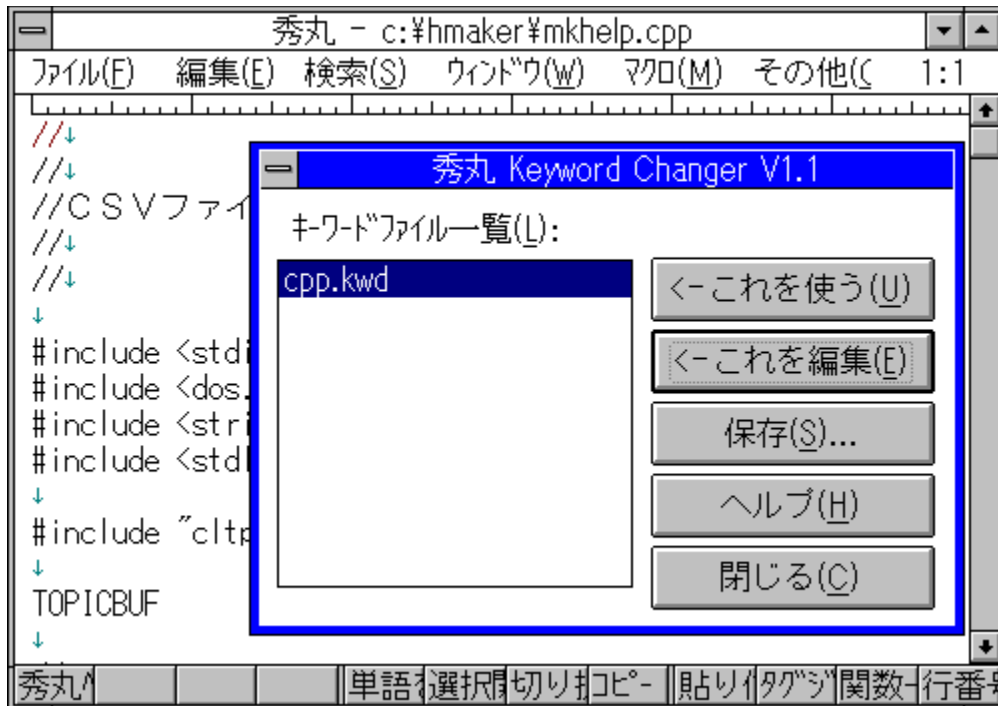 秀丸 - c:¥hmaker¥mkhelp.cpp
ﾌｧｲﾙ(F) 編集(E) 検索(S) ｳｨﾝﾄﾞｳ(W) ﾏｸﾛ(M) その他( 1:1
//↓
//↓
//ＣＳＶファイ
//↓
//↓
↓
#include <stdi
#include <dos.
#include <stri
#include <stdl
↓
#include "cltp
↓
TOPICBUF
↓
秀丸 Keyword Changer V1.1
ｷｰﾜｰﾄﾞﾌｧｲﾙ一覧(L):
cpp.kwd
<-これを使う(U)
<-これを編集(E)
保存(S)...
ヘルプ(H)
閉じる(C)
秀丸 単語 選択 切り ｺﾋﾟｰ 貼り ﾀｸﾞｼﾞ 関数 行番